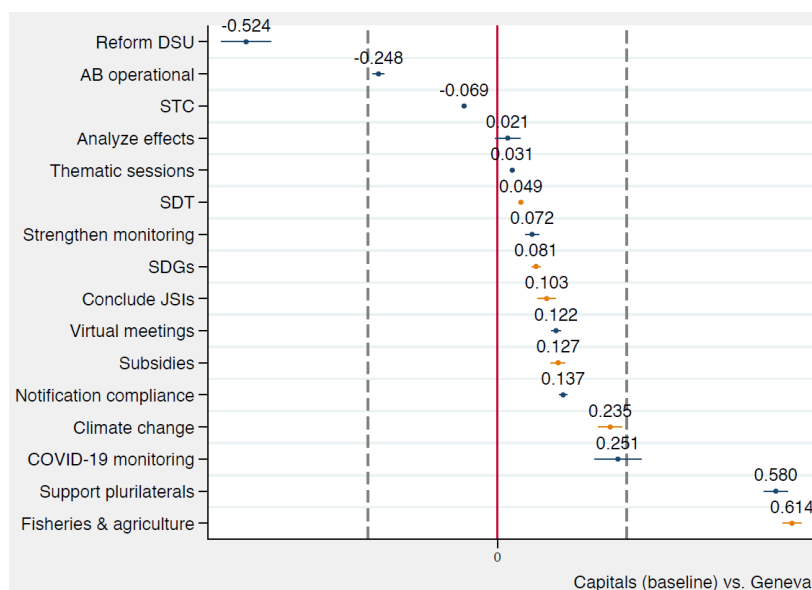 -0.524
Reform DSU
-0.248
AB operational
-0.069
STC
0.021
Analyze effects
0.031
Thematic sessions
0.049
SDT
0.072
Strengthen monitoring
0.081
SDGs
0.103
Conclude JSIs
0.122
Virtual meetings
0.127
Subsidies
0.137
Notification compliance
0.235
Climate change
0.251
COVID-19 monitoring
0.580
Support plurilaterals
0.614
Fisheries & agriculture
0
Capitals (baseline) vs. Geneva